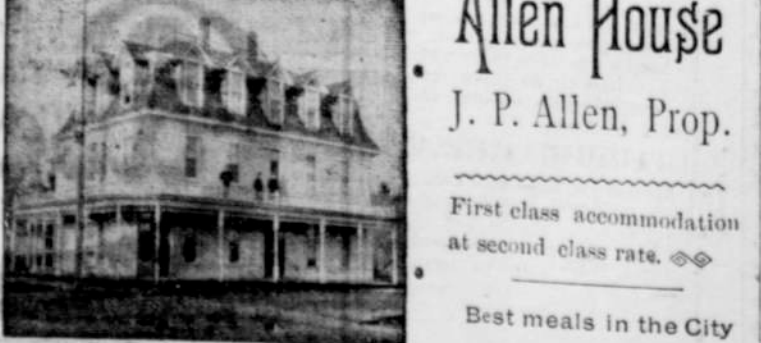 Allen House
J. P. Allen, Prop.
First class accommodation
at second class rate.
Best meals in the City